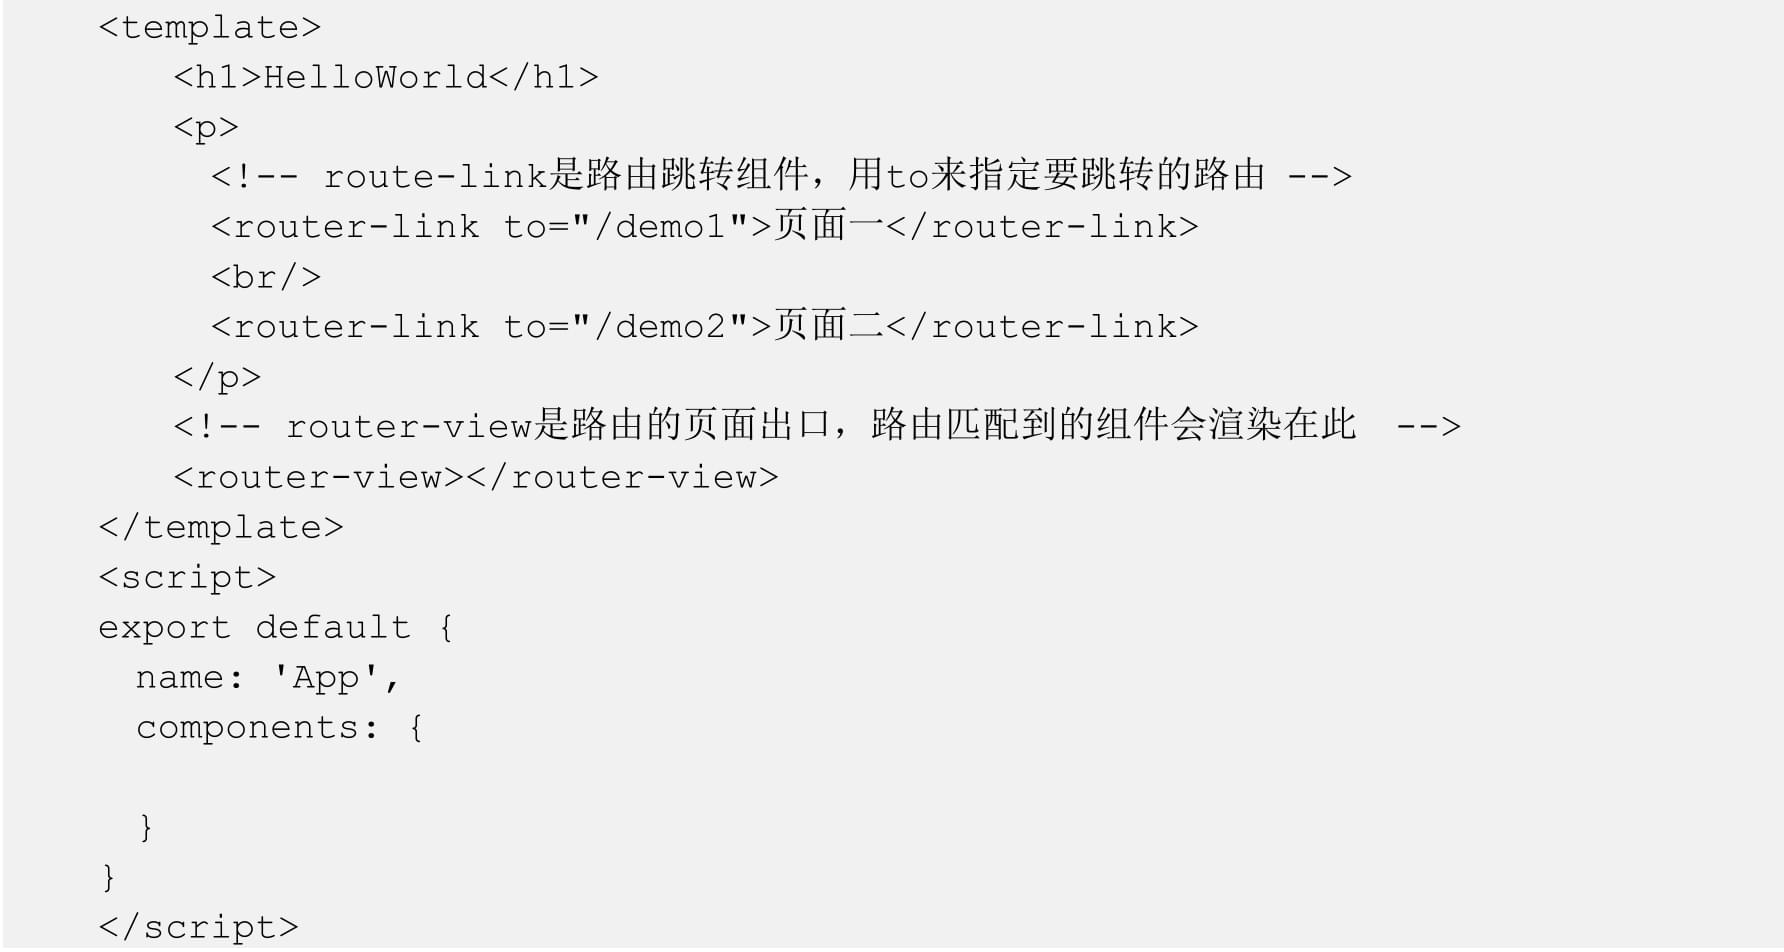 <template>
<h1>HelloWorld</h1>
<p>
<!-- route-link是路由跳转组件，用to来指定要跳转的路由 -->
<router-link to="/demo1">页面一</router-link>
<br/>
<router-link to="/demo2">页面二</router-link>
</p>
<!-- router-view是路由的页面出口，路由匹配到的组件会渲染在此 -->
<router-view></router-view>
</template>
<script>
export default {
name: 'App',
components: {
}
}
</script>